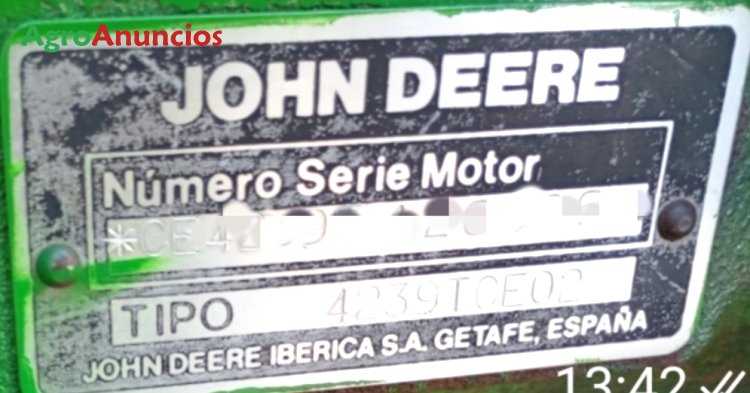 AgroAnuncios
JOHN DEERE
Número Serie Motor
TIPO 4239TCE02
JOHN DEERE IBERICA S.A. GETAFE, ESPAÑA
13:42